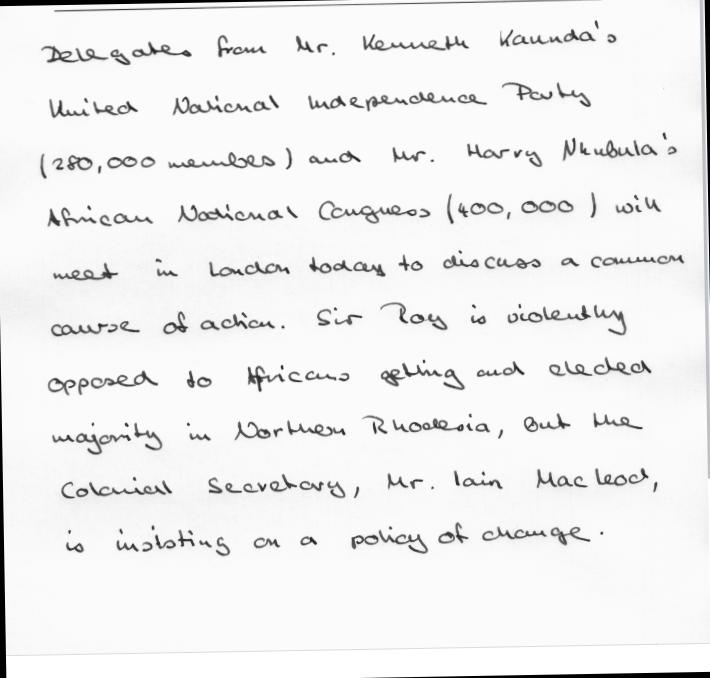 Delegates from Mr. Kenneth Kaunda's
United National Independence Party
(280,000 members) and Mr. Harry Nkubula's
African National Congress (400,000) will
meet in London today to discuss a common
caurse of action. Sir Roy is violently
opposed to Africans getting and elected
majority in Northern Rhodesia, but the
Colonial Secretary, Mr. Iain Macleod,
is insisting on a policy of change.